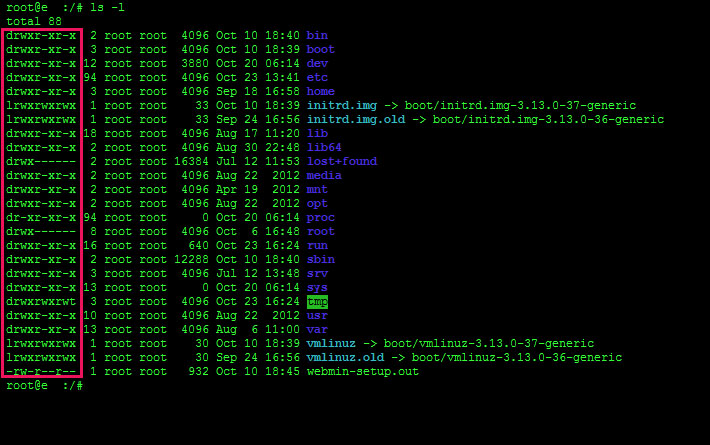 root@e  :/# ls -l
total 88
drwxr-xr-x 2 root root 4096 Oct 10 18:40 bin
drwxr-xr-x 3 root root 4096 Oct 10 18:39 boot
drwxr-xr-x 12 root root 3880 Oct 20 06:14 dev
drwxr-xr-x 94 root root 4096 Oct 23 13:41 etc
drwxr-xr-x 3 root root 4096 Sep 18 16:58 home
lrwxrwxrwx 1 root root 33 Oct 10 18:39 initrd.img -> boot/initrd.img-3.13.0-37-generic
lrwxrwxrwx 1 root root 33 Sep 24 16:56 initrd.img.old -> boot/initrd.img-3.13.0-36-generic
drwxr-xr-x 18 root root 4096 Aug 17 11:20 lib
drwxr-xr-x 2 root root 4096 Aug 30 22:48 lib64
drwx------ 2 root root 16384 Jul 12 11:53 lost+found
drwxr-xr-x 2 root root 4096 Aug 22 2012 media
drwxr-xr-x 2 root root 4096 Apr 19 2012 mnt
drwxr-xr-x 2 root root 4096 Aug 22 2012 opt
dr-xr-xr-x 94 root root 0 Oct 20 06:14 proc
drwx------ 8 root root 4096 Oct 6 16:48 root
drwxr-xr-x 16 root root 640 Oct 23 16:24 run
drwxr-xr-x 2 root root 12288 Oct 10 18:40 sbin
drwxr-xr-x 3 root root 4096 Jul 12 13:48 srv
dr-xr-xr-x 13 root root 0 Oct 20 06:14 sys
drwxrwxrwt 3 root root 4096 Oct 23 16:24 tmp
drwxr-xr-x 10 root root 4096 Aug 22 2012 usr
drwxr-xr-x 13 root root 4096 Aug 6 11:00 var
lrwxrwxrwx 1 root root 30 Oct 10 18:39 vmlinuz -> boot/vmlinuz-3.13.0-37-generic
lrwxrwxrwx 1 root root 30 Sep 24 16:56 vmlinuz.old -> boot/vmlinuz-3.13.0-36-generic
-rw-r--r-- 1 root root 932 Oct 10 18:45 webmin-setup.out
root@e  :/#